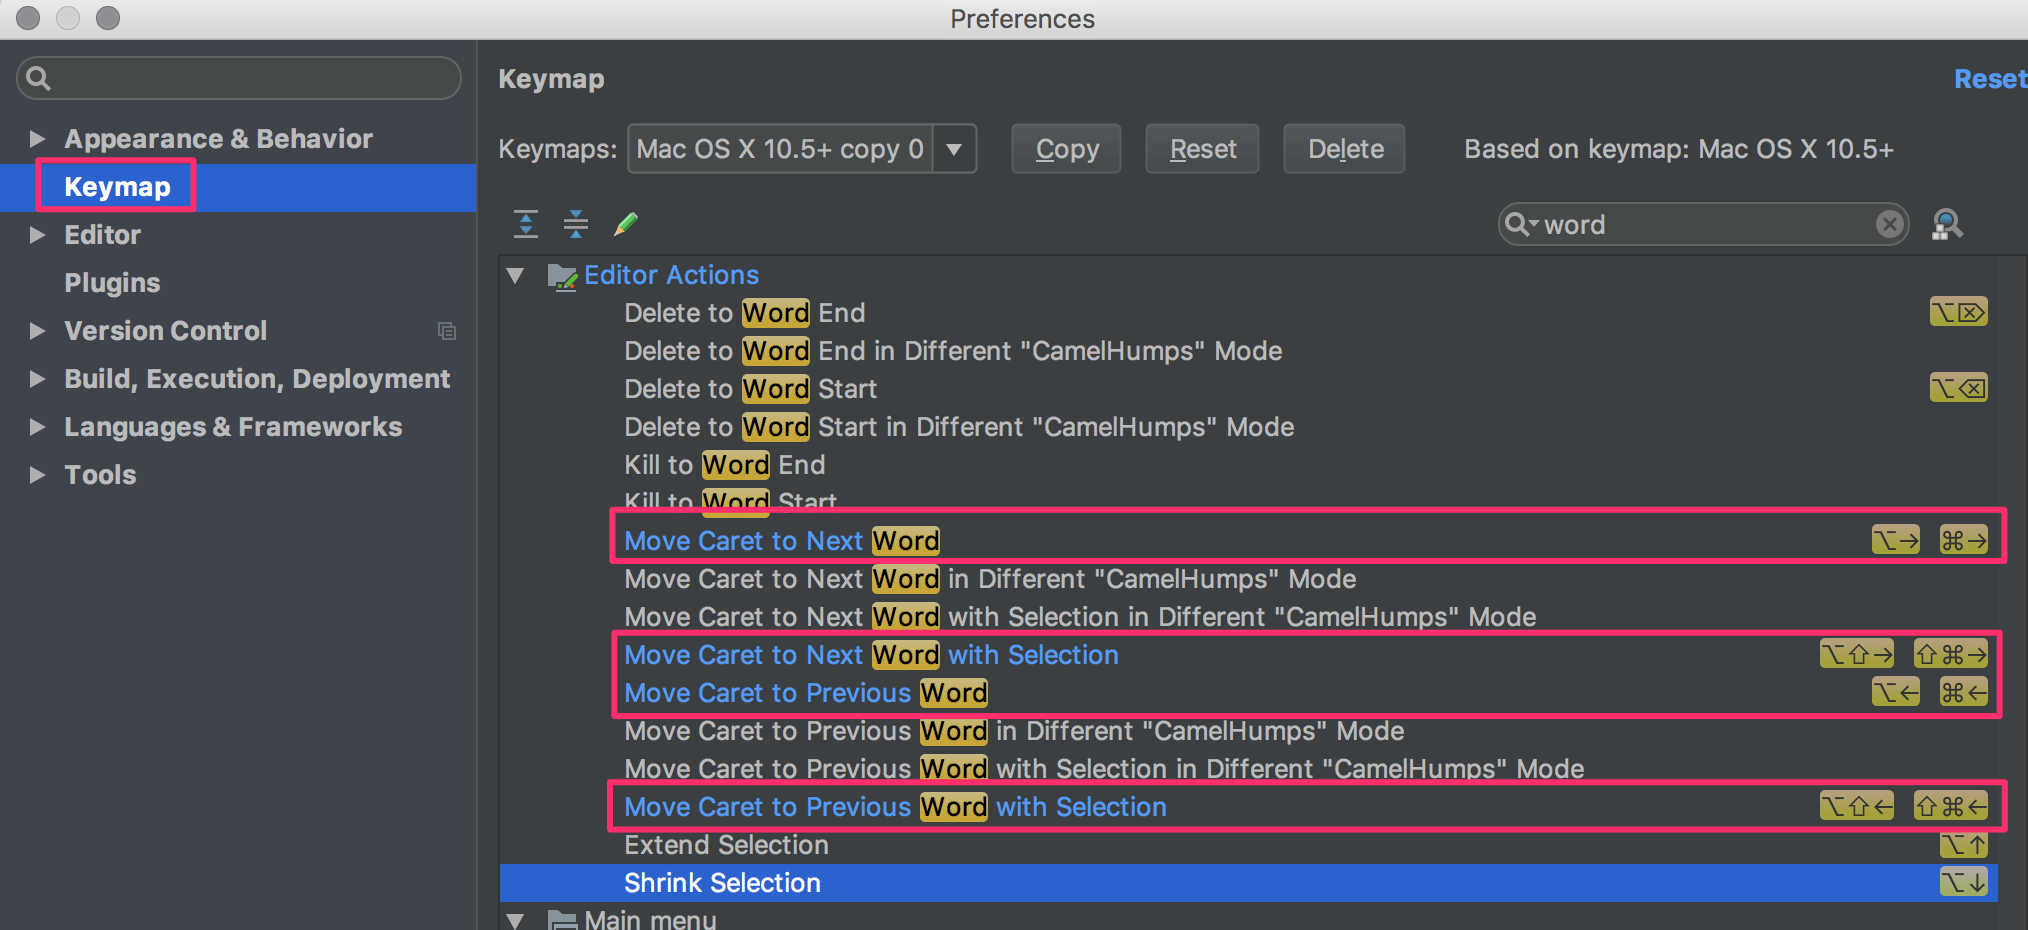 Preferences
Appearance & Behavior
Keymap
Editor
Plugins
Version Control
Build, Execution, Deployment
Languages & Frameworks
Tools
Keymap
Reset
Keymaps: Mac OS X 10.5+ copy 0 Copy Reset Delete Based on keymap: Mac OS X 10.5+
word
Editor Actions
Delete to Word End ⌥⌦
Delete to Word End in Different "CamelHumps" Mode
Delete to Word Start ⌥⌫
Delete to Word Start in Different "CamelHumps" Mode
Kill to Word End
Kill to Word Start
Move Caret to Next Word ⌥→ ⌘→
Move Caret to Next Word in Different "CamelHumps" Mode
Move Caret to Next Word with Selection in Different "CamelHumps" Mode
Move Caret to Next Word with Selection ⌥⇧→ ⇧⌘→
Move Caret to Previous Word ⌥← ⌘←
Move Caret to Previous Word in Different "CamelHumps" Mode
Move Caret to Previous Word with Selection in Different "CamelHumps" Mode
Move Caret to Previous Word with Selection ⌥⇧← ⇧⌘←
Extend Selection ⌥↑
Shrink Selection ⌥↓
Main menu